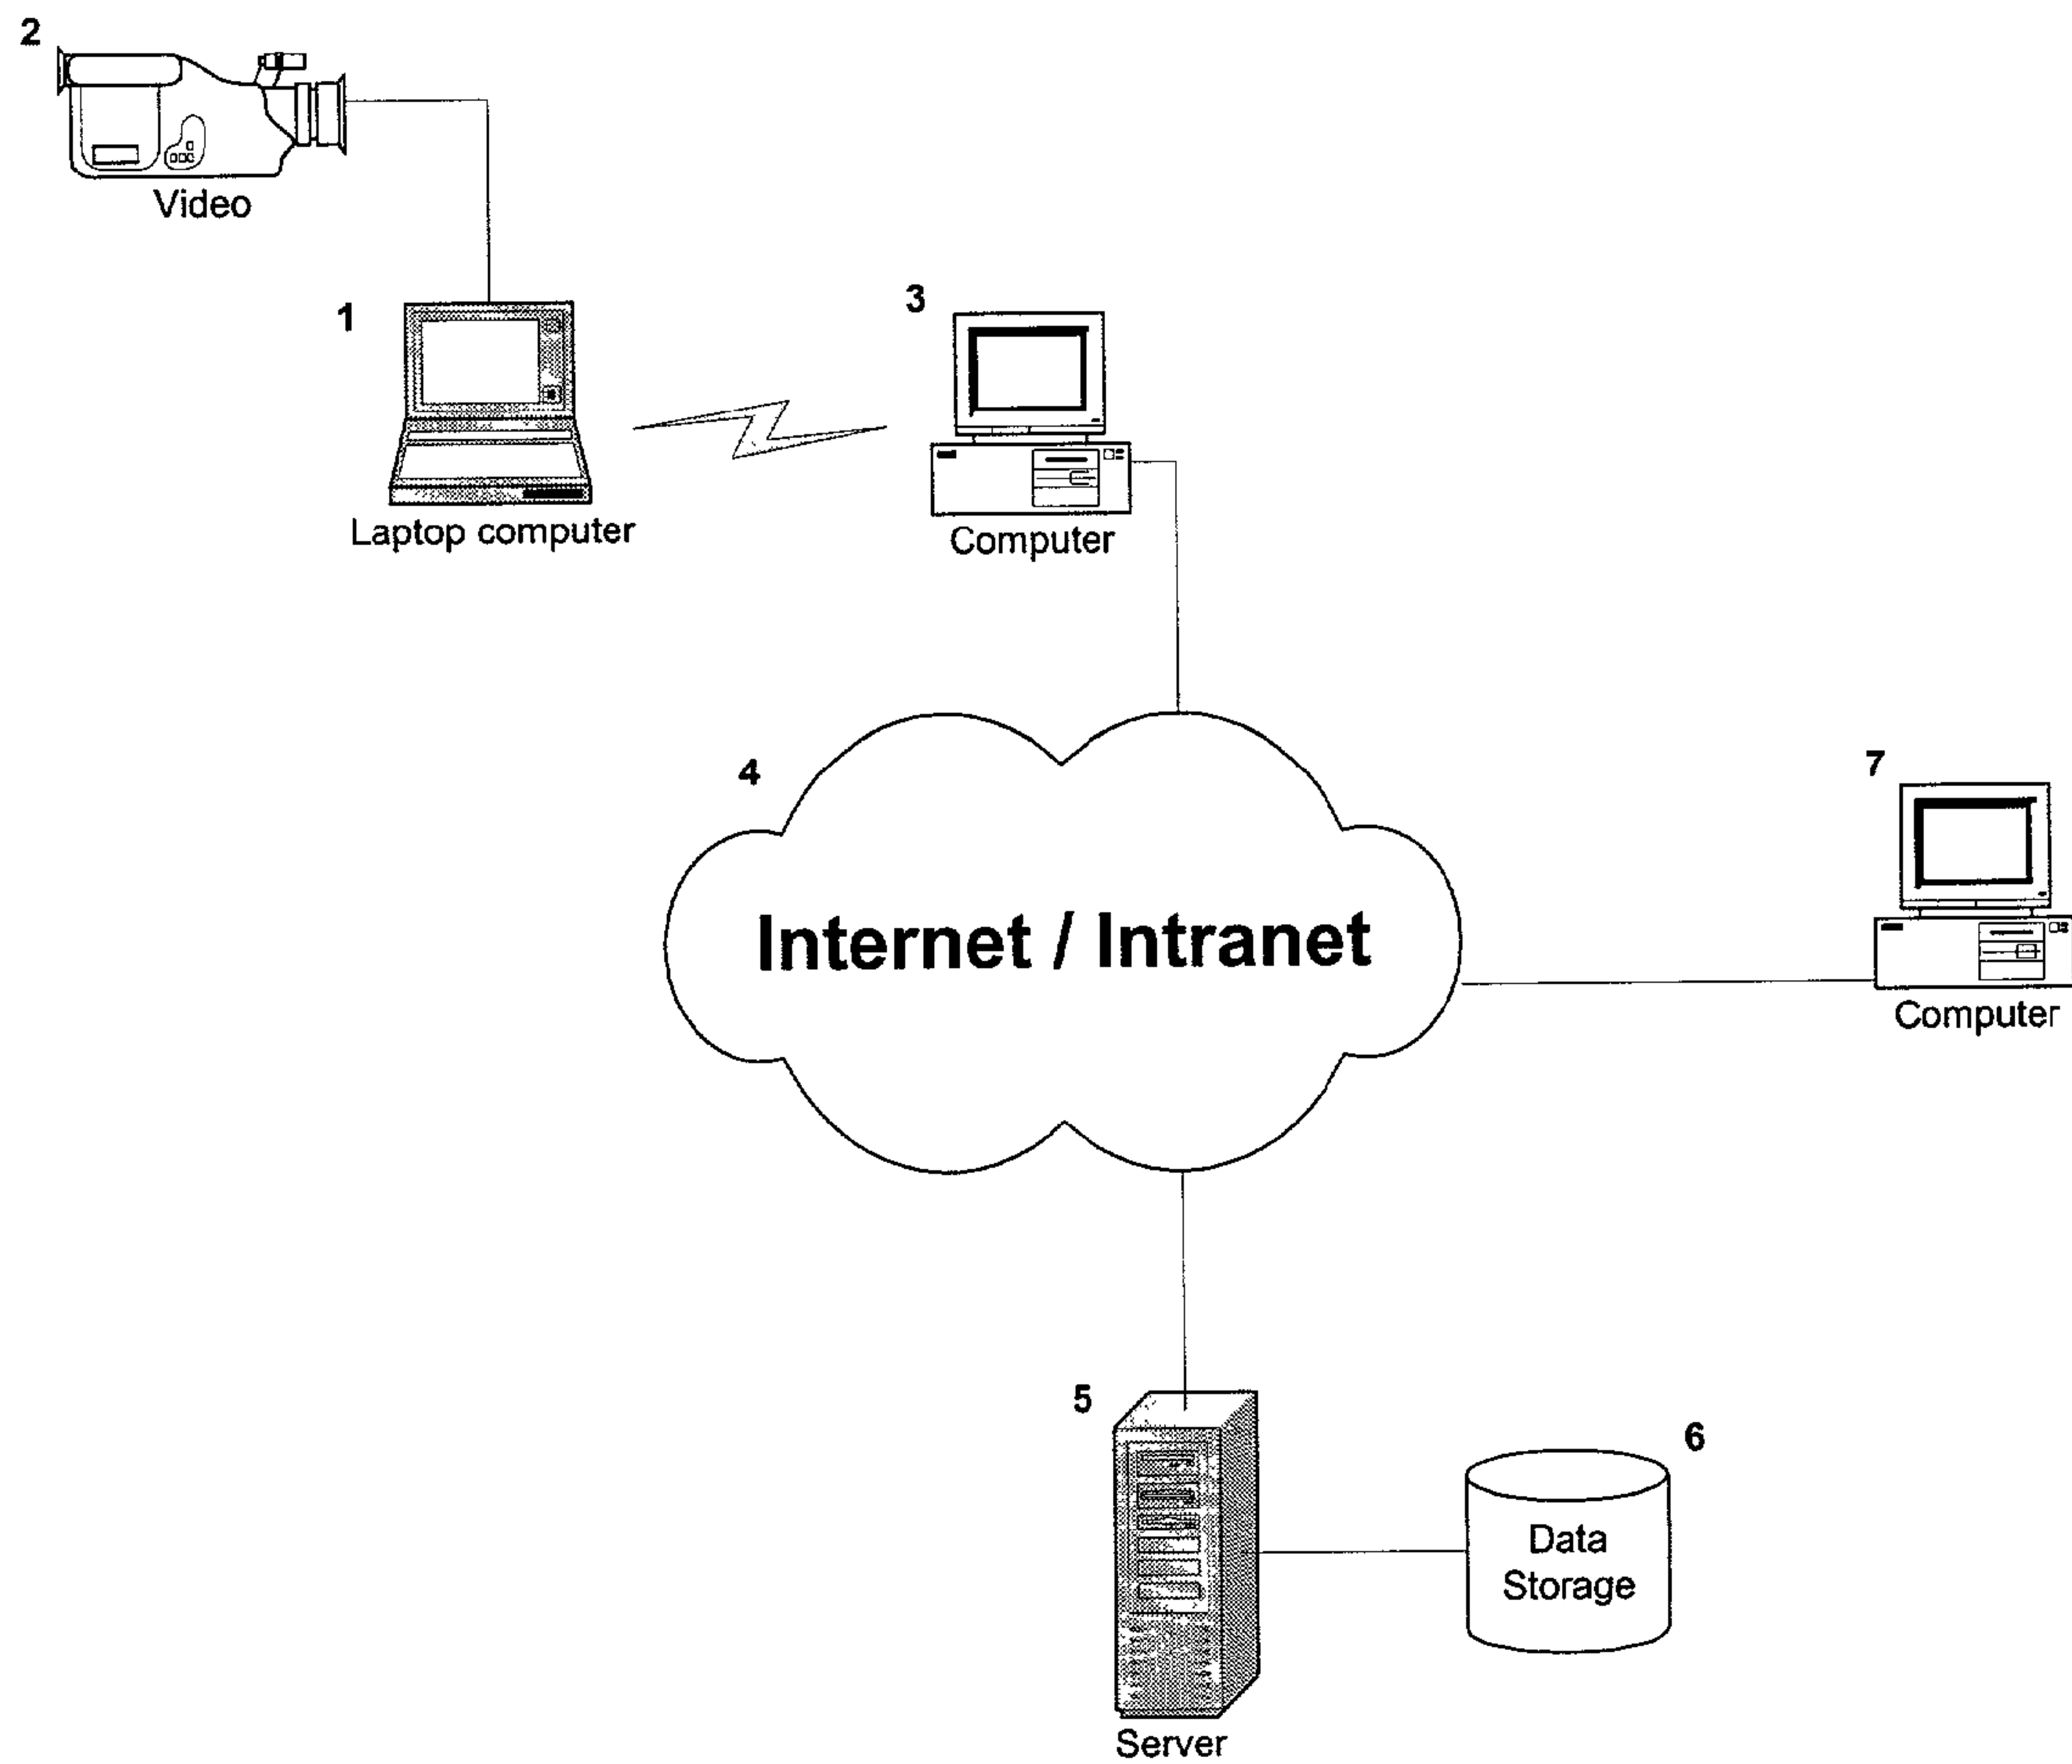 2
Video
1
3
Laptop computer
Computer
4
7
Internet / Intranet
Computer
5
6
Data
Storage
Server